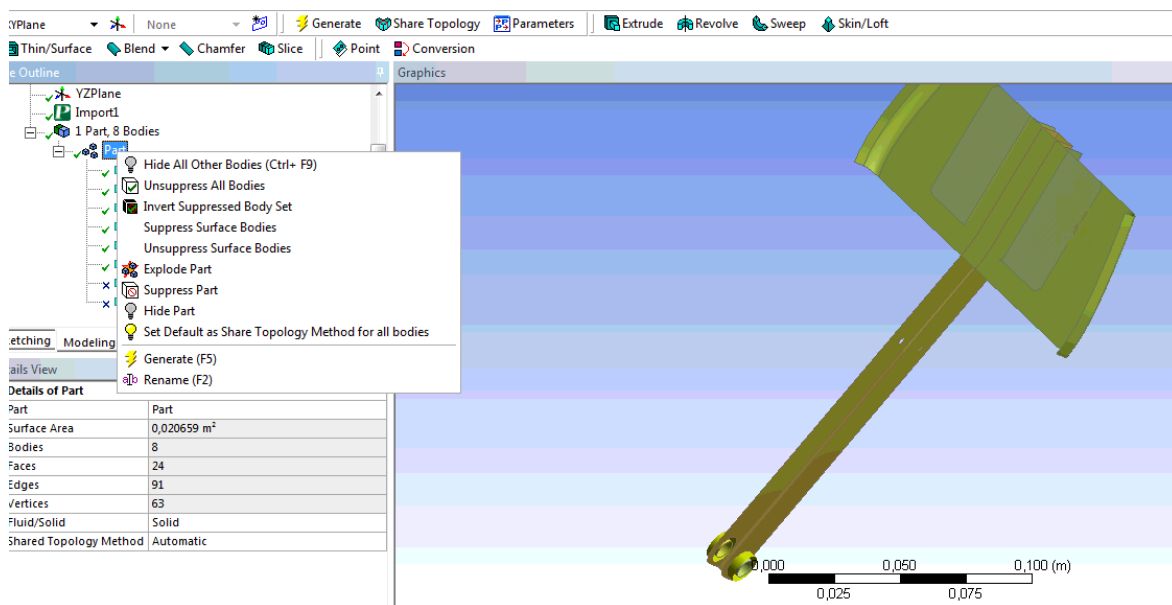 XYPlane None Generate Share Topology Parameters Extrude Revolve Sweep Skin/Loft
Thin/Surface Blend Chamfer Slice Point Conversion
e Outline
Graphics
YZPlane
Import1
1 Part, 8 Bodies
Part
Hide All Other Bodies (Ctrl+ F9)
Unsuppress All Bodies
Invert Suppressed Body Set
Suppress Surface Bodies
Unsuppress Surface Bodies
Explode Part
Suppress Part
Hide Part
Set Default as Share Topology Method for all bodies
Generate (F5)
Rename (F2)
etching Modeling
ails View
Details of Part
Part Part
Surface Area 0,020659 m²
Bodies 8
Faces 24
Edges 91
Vertices 63
Fluid/Solid Solid
Shared Topology Method Automatic
0,000 0,050 0,100 (m)
0,025 0,075